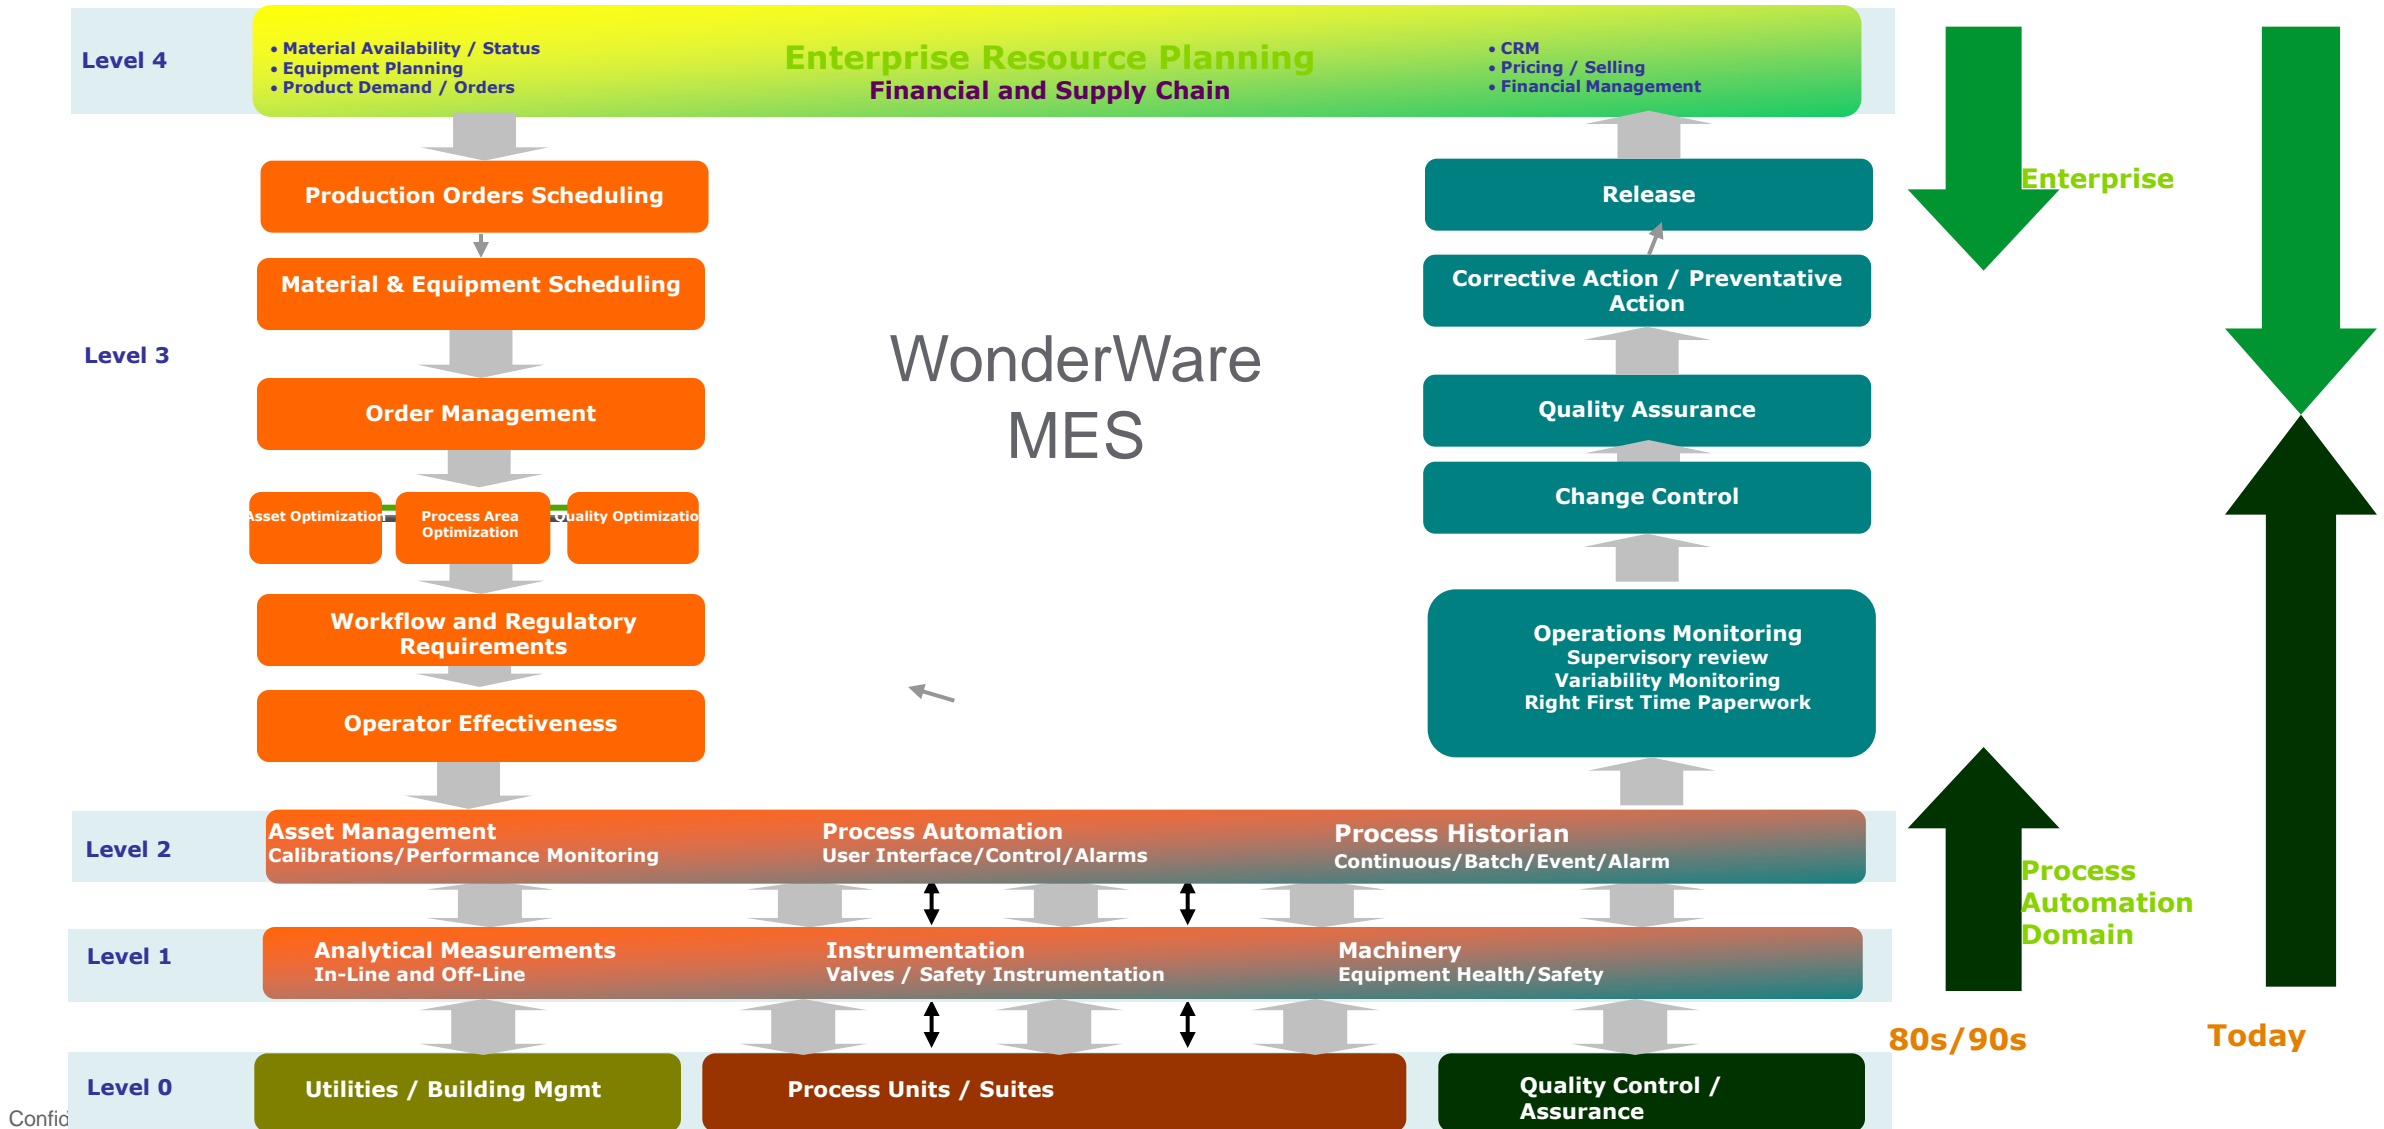 Level 4
• Material Availability / Status
• Equipment Planning
• Product Demand / Orders
Enterprise Resource Planning
Financial and Supply Chain
• CRM
• Pricing / Selling
• Financial Management
Production Orders Scheduling
Material & Equipment Scheduling
Level 3
Order Management
Asset Optimization
Process Area
Optimization
Quality Optimization
Workflow and Regulatory
Requirements
Operator Effectiveness
WonderWare
MES
Release
Corrective Action / Preventative
Action
Quality Assurance
Change Control
Operations Monitoring
Supervisory review
Variability Monitoring
Right First Time Paperwork
Enterprise
Level 2
Asset Management
Calibrations/Performance Monitoring
Process Automation
User Interface/Control/Alarms
Process Historian
Continuous/Batch/Event/Alarm
Process
Automation
Domain
Level 1
Analytical Measurements
In-Line and Off-Line
Instrumentation
Valves / Safety Instrumentation
Machinery
Equipment Health/Safety
80s/90s
Today
Level 0
Utilities / Building Mgmt
Process Units / Suites
Quality Control /
Assurance